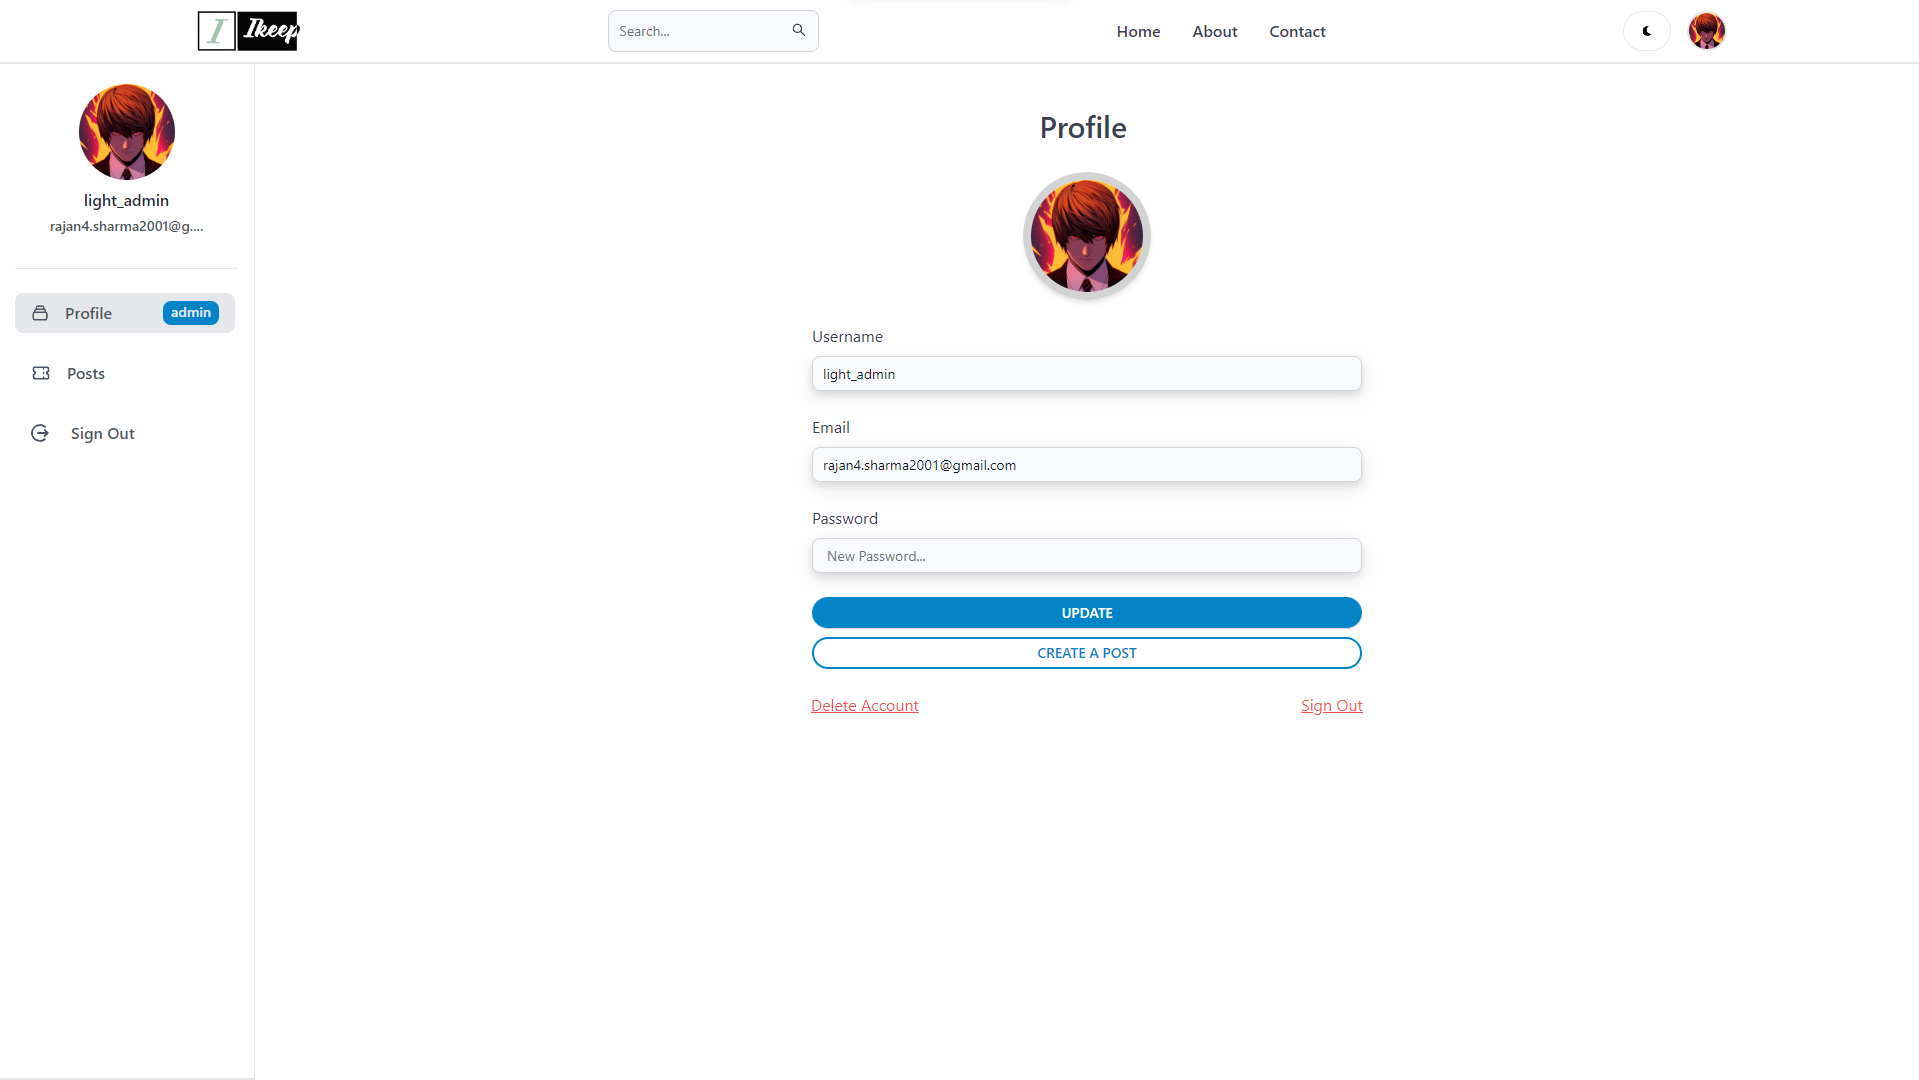 I Ikeep
Search...
Home About Contact
light_admin
rajan4.sharma2001@g....
Profile admin
Posts
Sign Out
Profile
Username
light_admin
Email
rajan4.sharma2001@gmail.com
Password
New Password...
UPDATE
CREATE A POST
Delete Account Sign Out